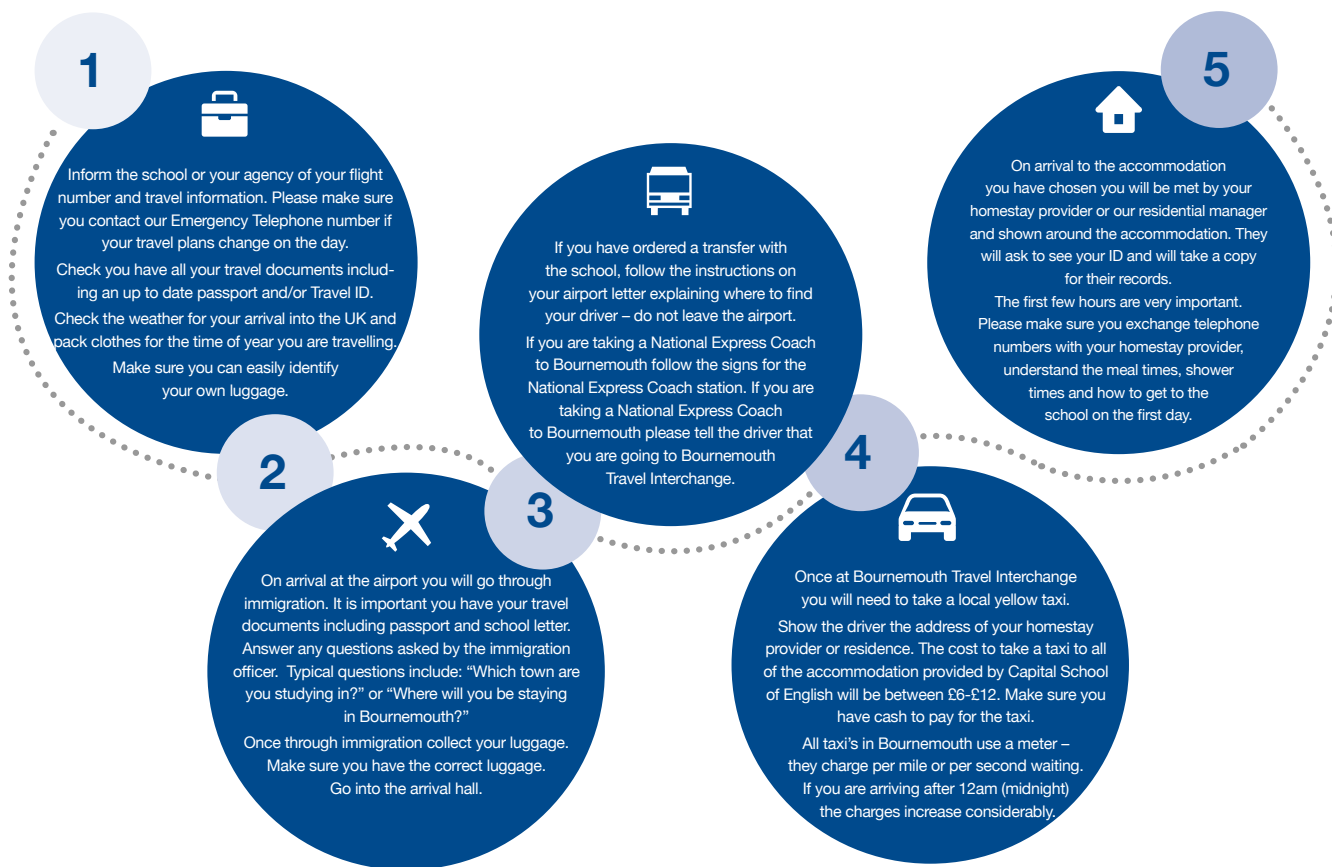 1
Inform the school or your agency of your flight
number and travel information. Please make sure
you contact our Emergency Telephone number if
your travel plans change on the day.
Check you have all your travel documents includ-
ing an up to date passport and/or Travel ID.
Check the weather for your arrival into the UK and
pack clothes for the time of year you are travelling.
Make sure you can easily identify
your own luggage.
2
On arrival at the airport you will go through
immigration. It is important you have your travel
documents including passport and school letter.
Answer any questions asked by the immigration
officer.  Typical questions include: “Which town are
you studying in?” or “Where will you be staying
in Bournemouth?”
Once through immigration collect your luggage.
Make sure you have the correct luggage.
Go into the arrival hall.
3
If you have ordered a transfer with
the school, follow the instructions on
your airport letter explaining where to find
your driver – do not leave the airport.
If you are taking a National Express Coach
to Bournemouth follow the signs for the
National Express Coach station. If you are
taking a National Express Coach
to Bournemouth please tell the driver that
you are going to Bournemouth
Travel Interchange.
4
Once at Bournemouth Travel Interchange
you will need to take a local yellow taxi.
Show the driver the address of your homestay
provider or residence. The cost to take a taxi to all
of the accommodation provided by Capital School
of English will be between £6-£12. Make sure you
have cash to pay for the taxi.
All taxi’s in Bournemouth use a meter –
they charge per mile or per second waiting.
If you are arriving after 12am (midnight)
the charges increase considerably.
5
On arrival to the accommodation
you have chosen you will be met by your
homestay provider or our residential manager
and shown around the accommodation. They
will ask to see your ID and will take a copy
for their records.
The first few hours are very important.
Please make sure you exchange telephone
numbers with your homestay provider,
understand the meal times, shower
times and how to get to the
school on the first day.